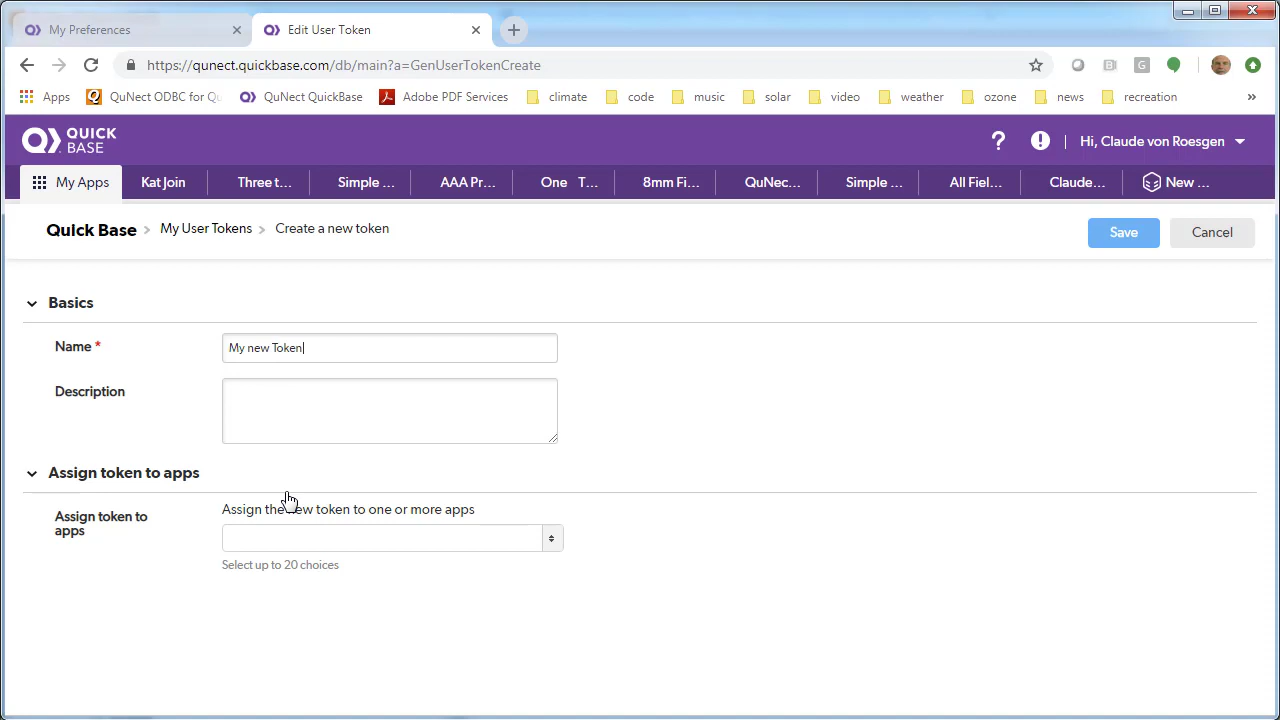 My Preferences
Edit User Token
https://qunect.quickbase.com/db/main?a=GenUserTokenCreate
Apps QuNect ODBC for Qu QuNect QuickBase Adobe PDF Services climate code music solar video weather ozone news recreation »
QUICK BASE
Hi, Claude von Roesgen
My Apps Kat Join Three t... Simple ... AAA Pr... One T... 8mm Fi... QuNec... Simple ... All Fiel... Claude... New ...
Quick Base > My User Tokens > Create a new token
Save Cancel
Basics
Name *
My new Token
Description
Assign token to apps
Assign token to
apps
Assign the new token to one or more apps
Select up to 20 choices